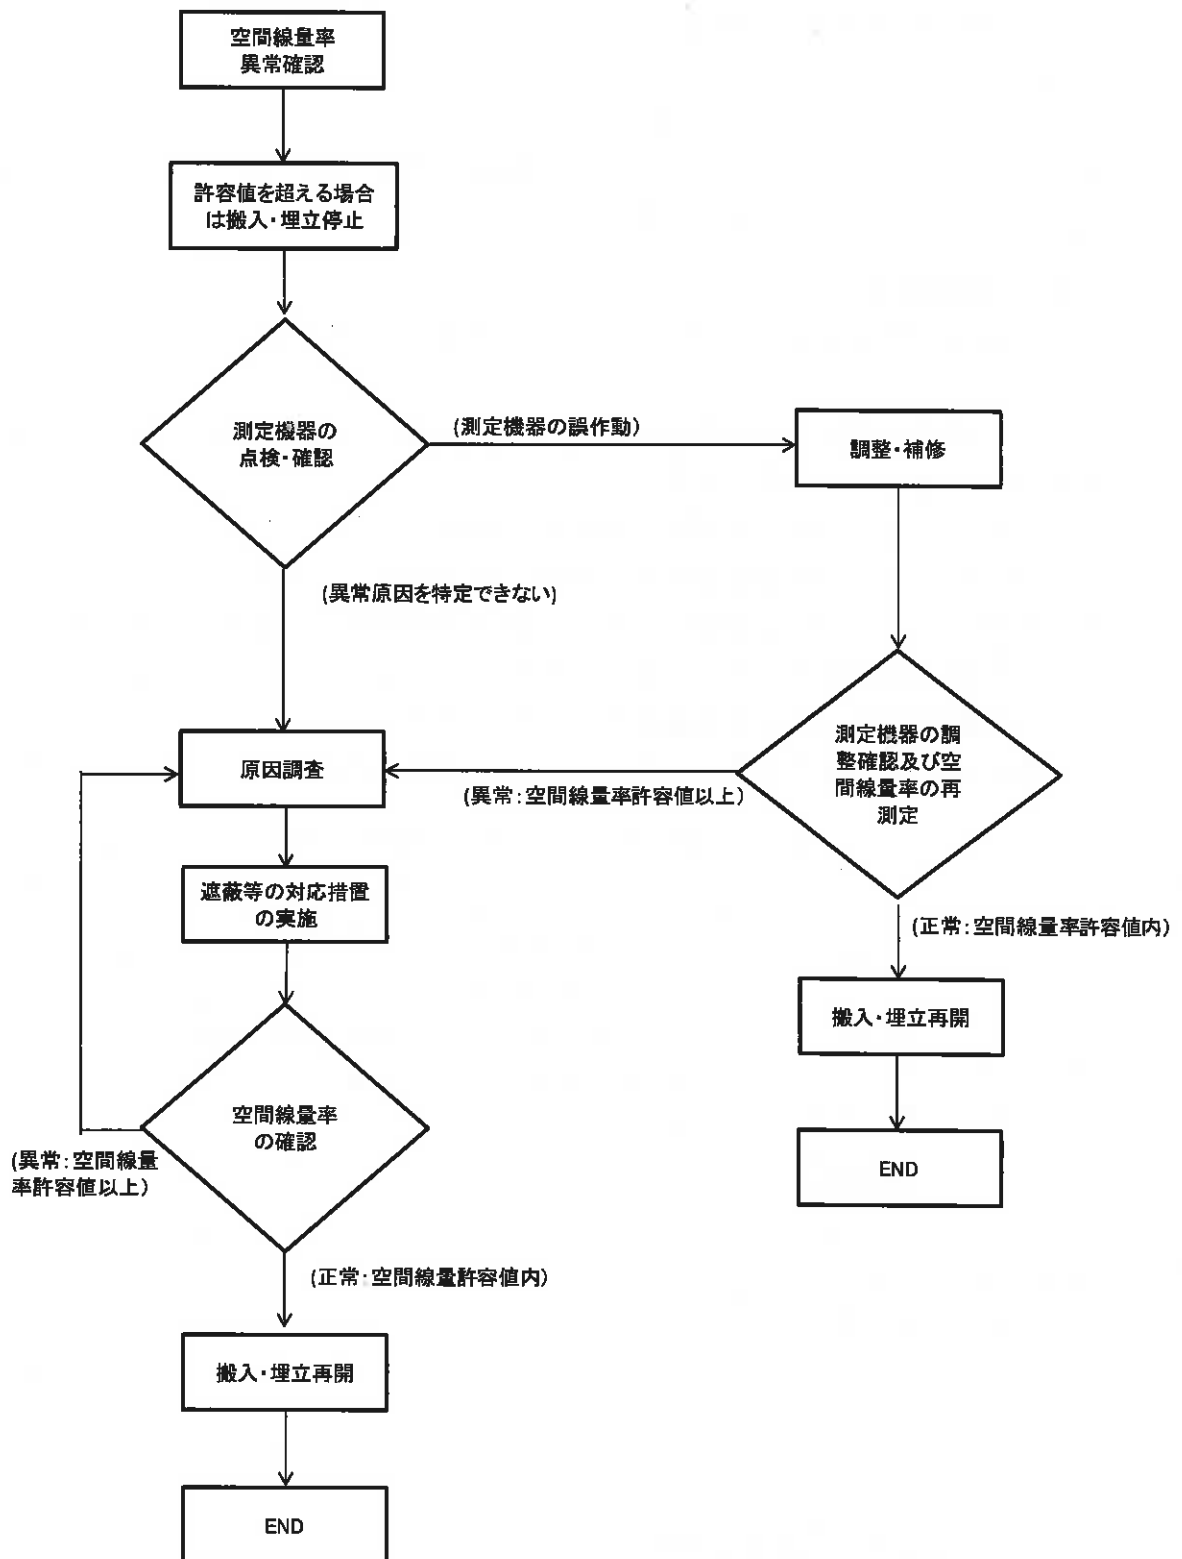 空間線量率
異常確認
許容値を超える場合
は搬入・埋立停止
測定機器の
点検・確認
(測定機器の誤作動)
調整・補修
(異常原因を特定できない)
測定機器の調
整確認及び空
間線量率の再
測定
原因調査
(異常:空間線量率許容値以上)
遮蔽等の対応措置
の実施
(正常:空間線量率許容値内)
搬入・埋立再開
空間線量率
の確認
(異常:空間線量
率許容値以上)
END
(正常:空間線量許容値内)
搬入・埋立再開
END